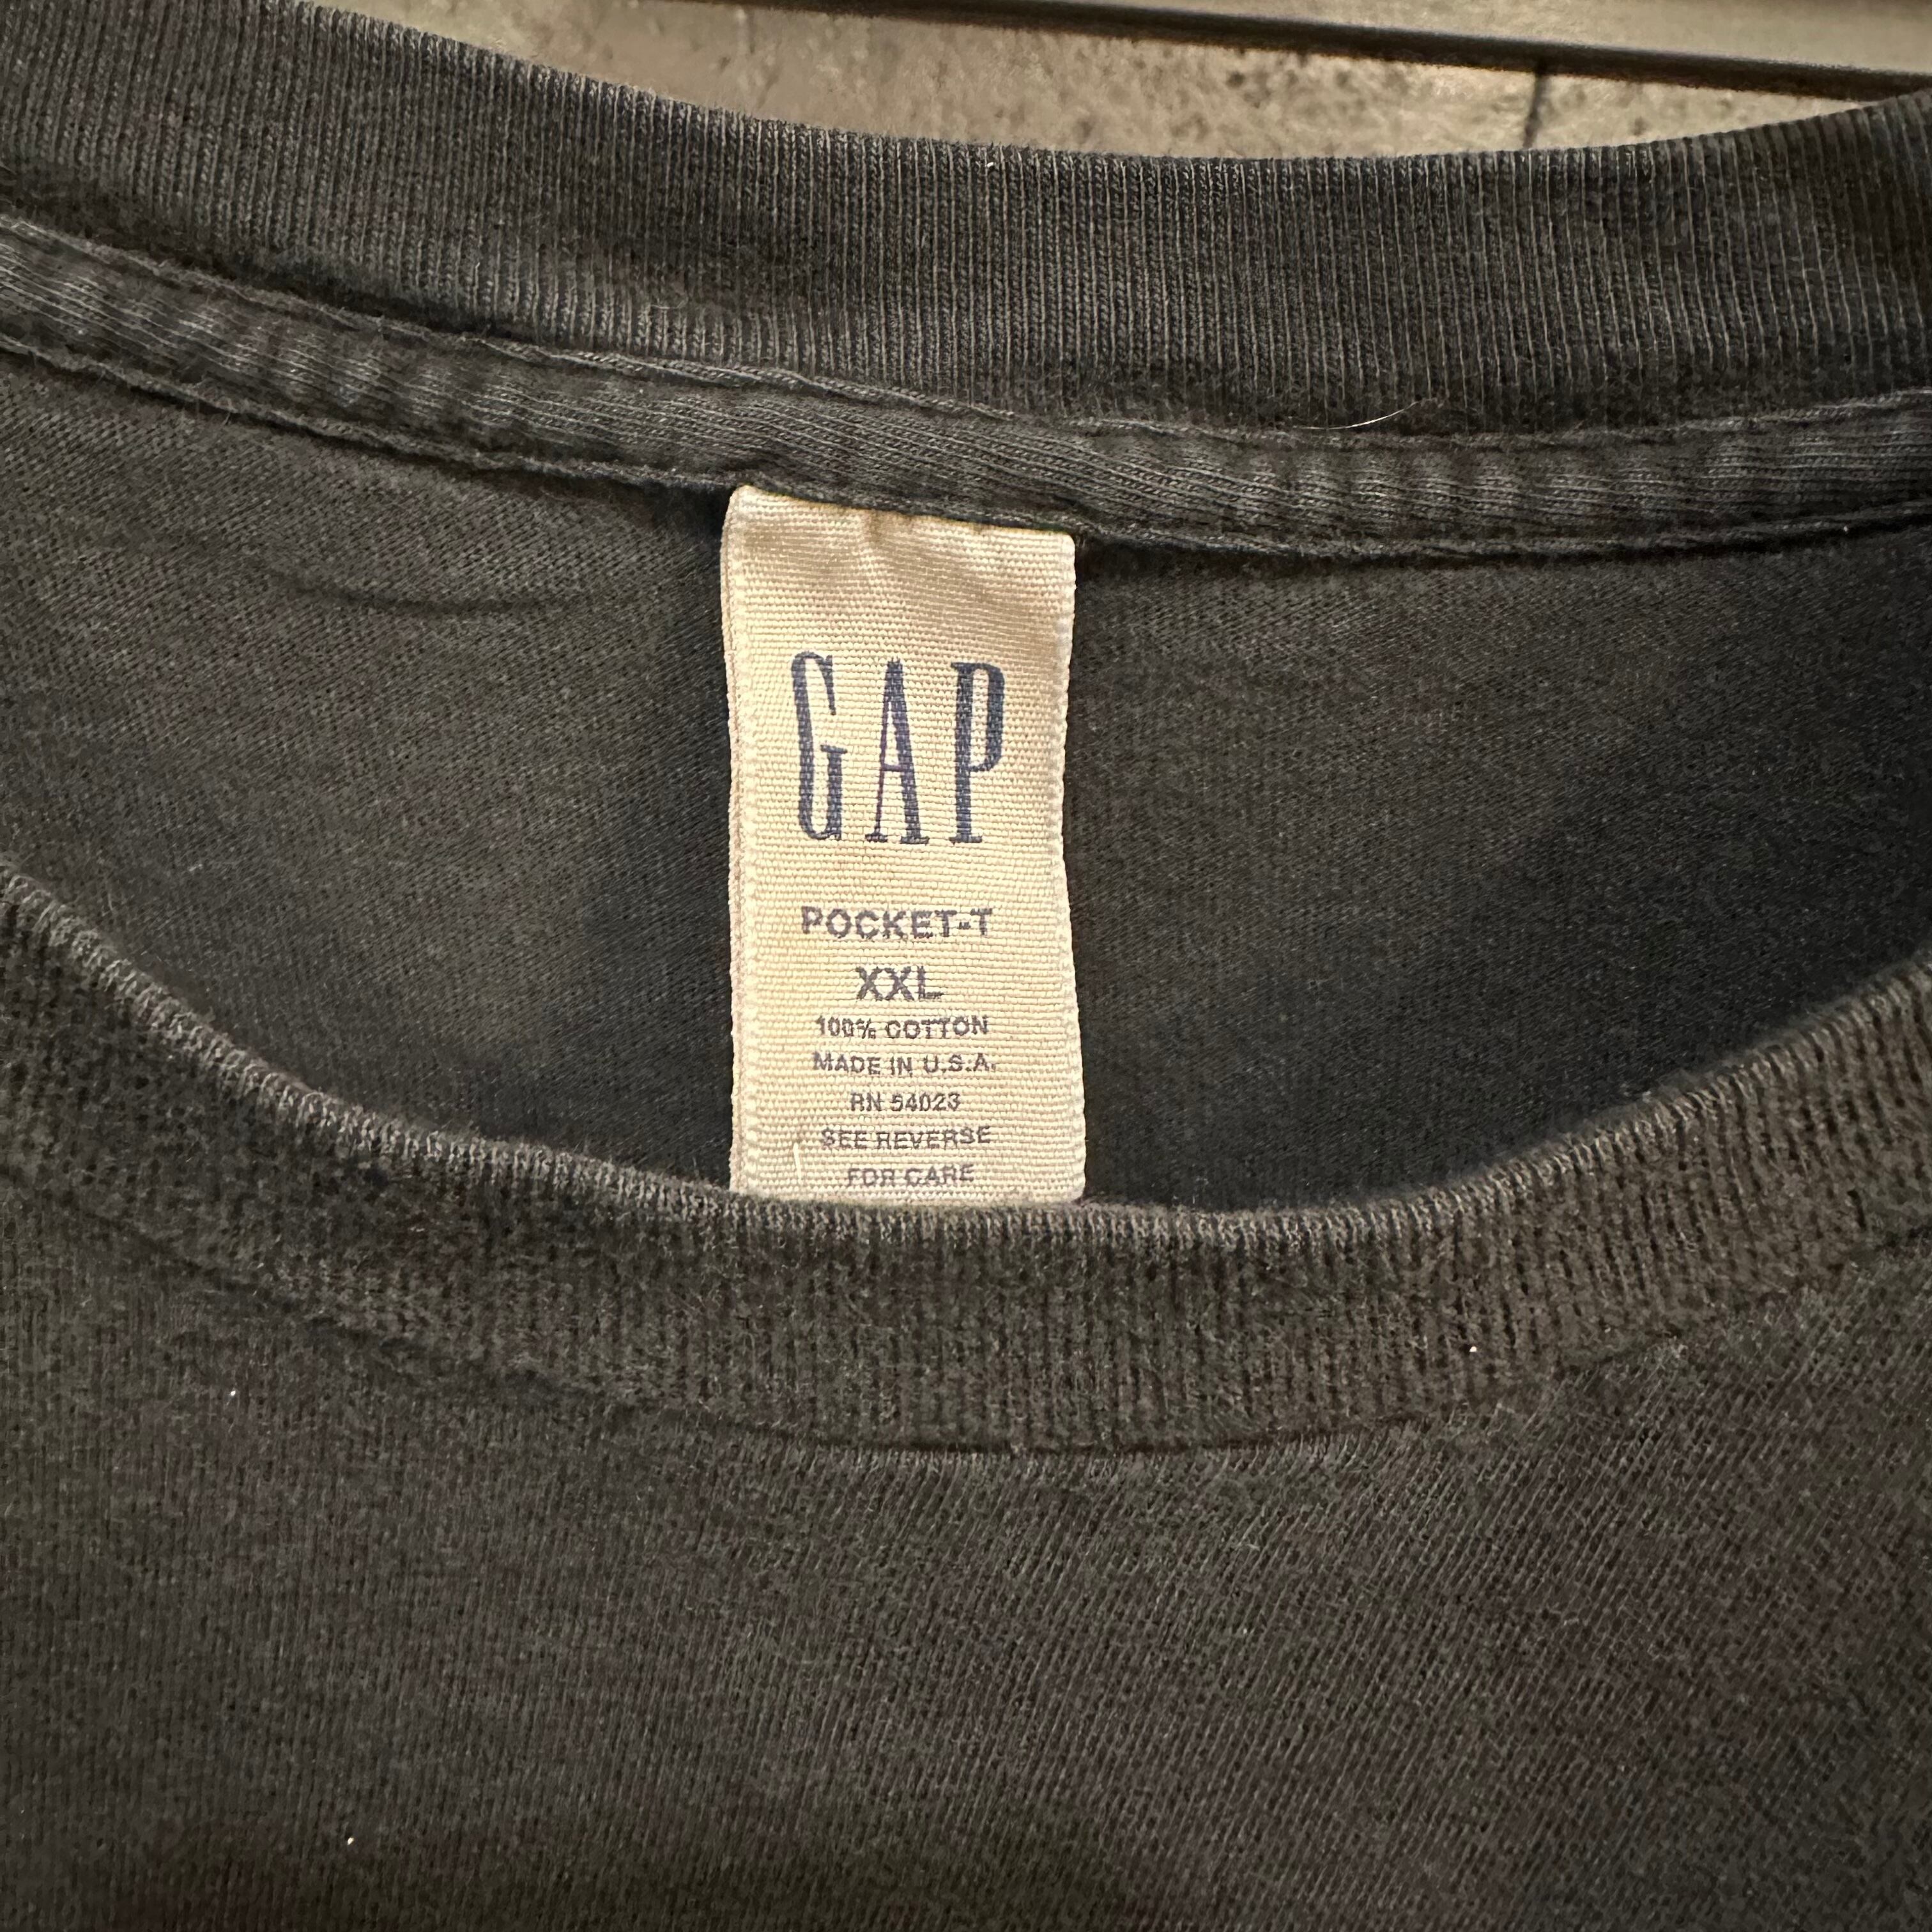 GAP
POCKET-T
XXL
100% COTTON
MADE IN U.S.A.
RN 54023
SEE REVERSE
FOR CARE